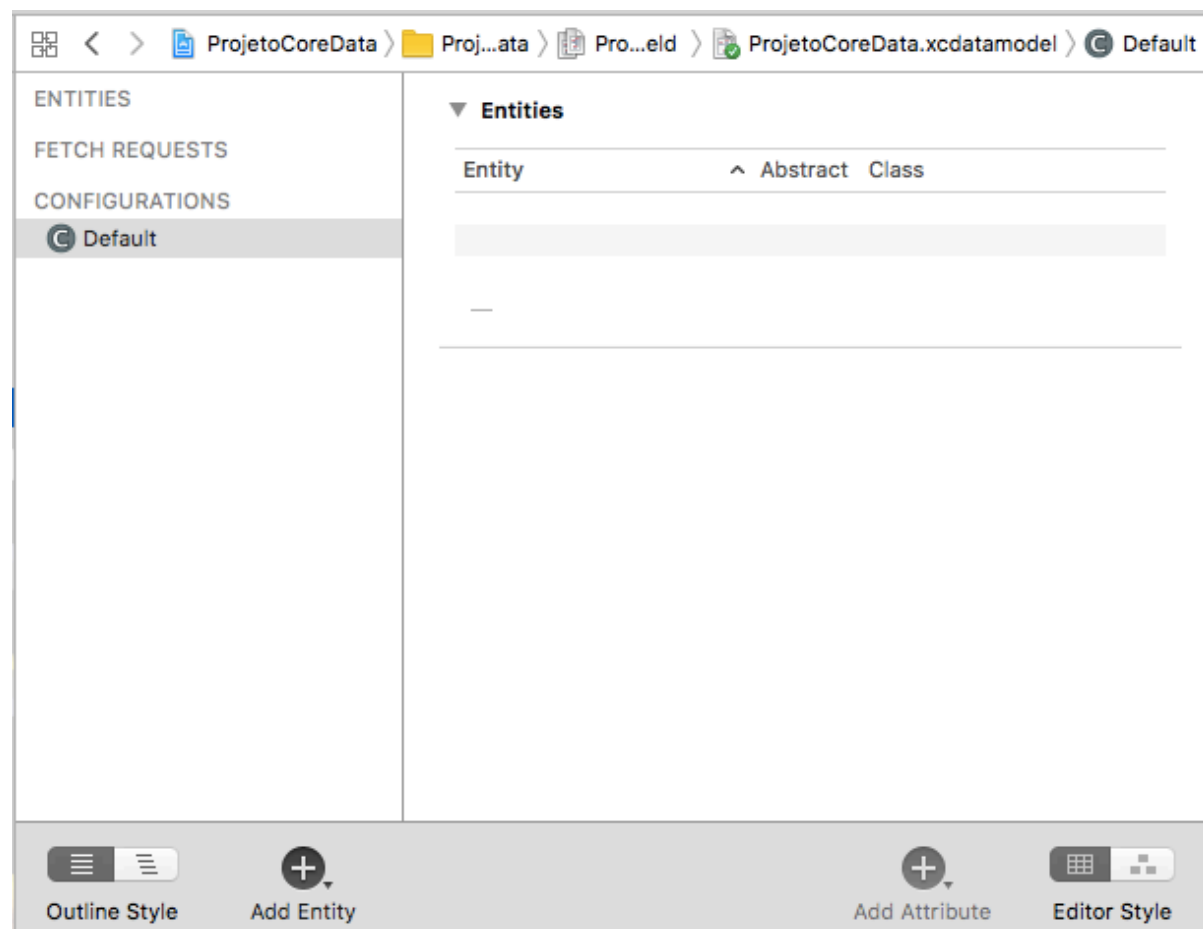 ProjetoCoreData Proj...ata Pro...eld ProjetoCoreData.xcdatamodel C Default
ENTITIES
FETCH REQUESTS
CONFIGURATIONS
C Default
Entities
Entity Abstract Class
Outline Style Add Entity Add Attribute Editor Style